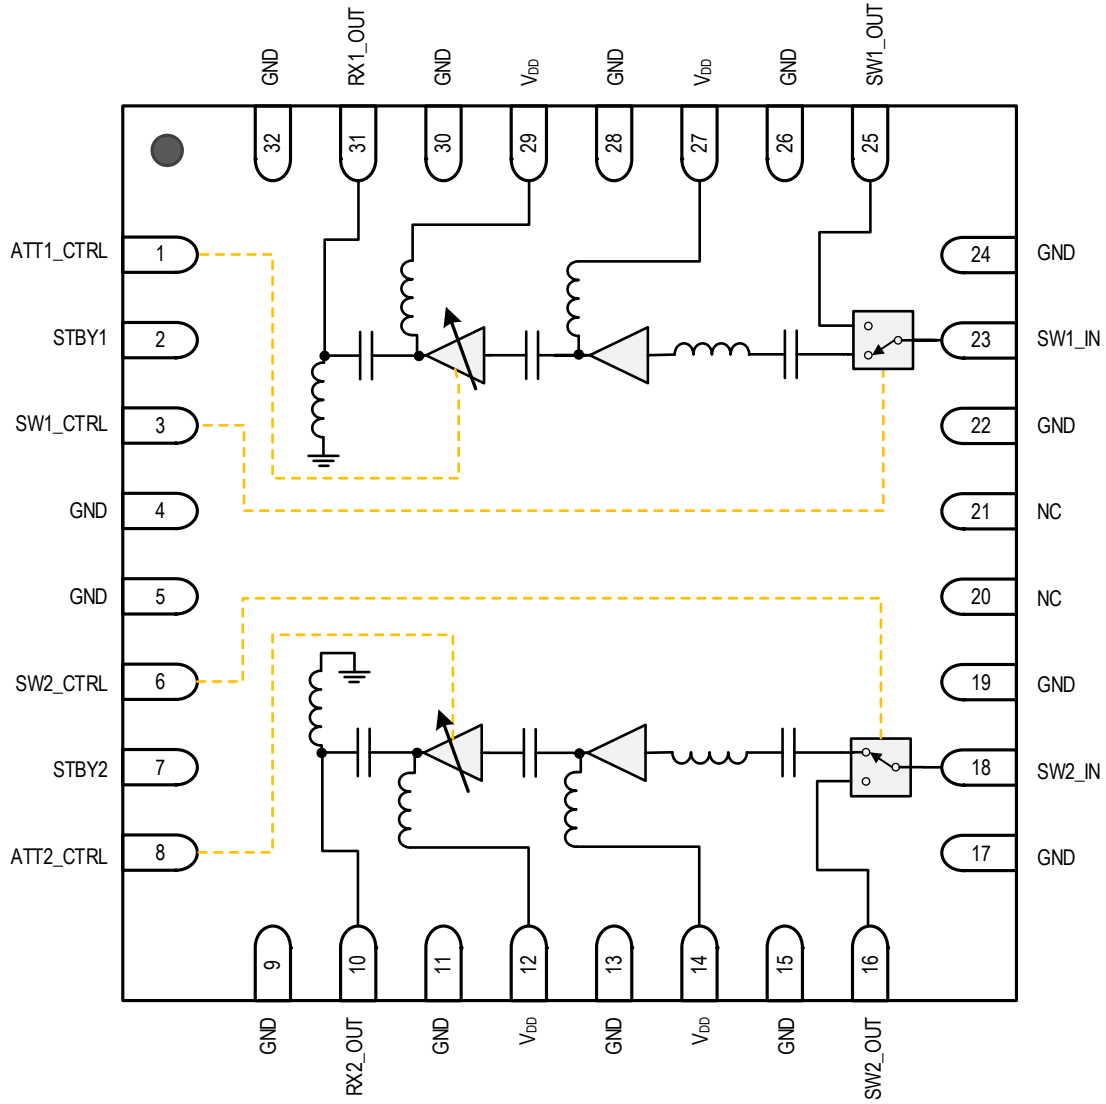 GND
RX1_OUT
GND
VDD
GND
VDD
GND
SW1_OUT
32
31
30
29
28
27
26
25
ATT1_CTRL 1
24 GND
STBY1 2
23 SW1_IN
SW1_CTRL 3
22 GND
GND 4
21 NC
GND 5
20 NC
SW2_CTRL 6
19 GND
STBY2 7
18 SW2_IN
ATT2_CTRL 8
17 GND
9
10
11
12
13
14
15
16
GND
RX2_OUT
GND
VDD
GND
VDD
GND
SW2_OUT